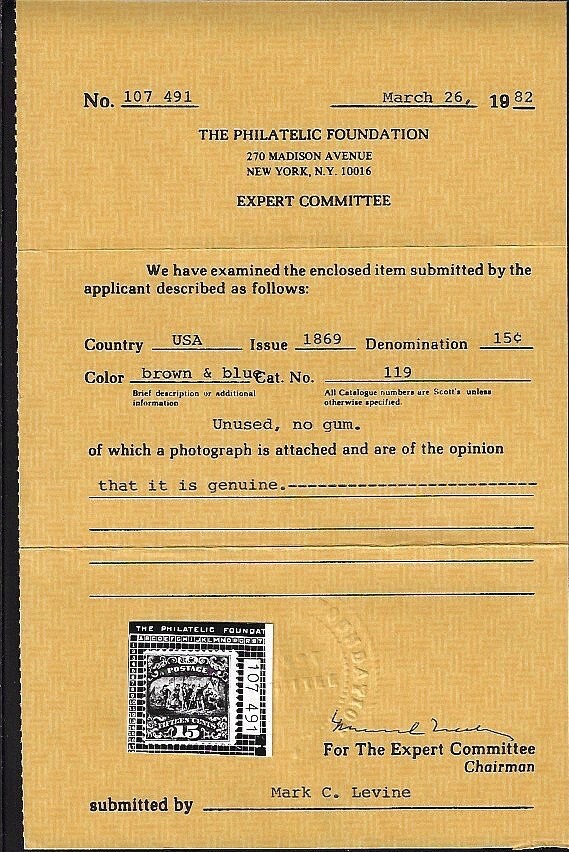 No. 107 491 March 26, 19 82
THE PHILATELIC FOUNDATION
270 MADISON AVENUE
NEW YORK, N.Y. 10016
EXPERT COMMITTEE
We have examined the enclosed item submitted by the
applicant described as follows:
Country USA Issue 1869 Denomination 15¢
Color brown & blue Cat. No. 119
Brief description or additional
information
All Catalogue numbers are Scott's unless
otherwise specified.
Unused, no gum.
of which a photograph is attached and are of the opinion
that it is genuine.
THE PHILATELIC FOUNDAT
POSTAGE
FIFTEEN CENTS
15
107 491
OUNDATION
For The Expert Committee
Chairman
Mark C. Levine
submitted by